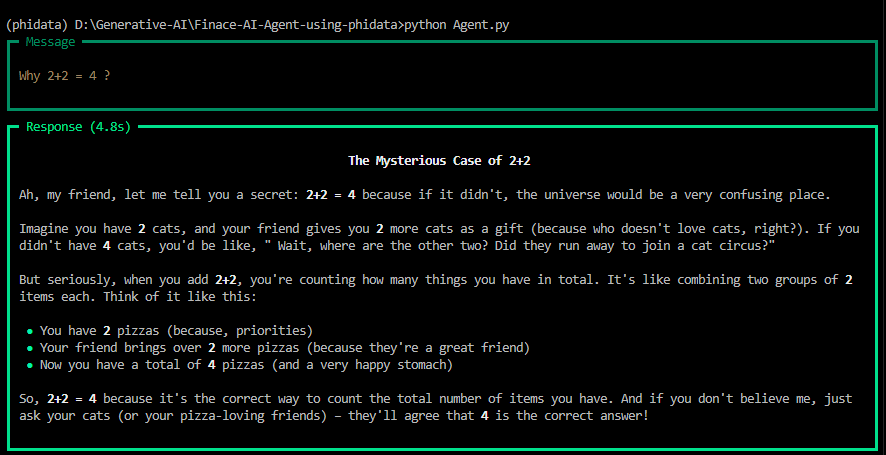 (phidata) D:\Generative-AI\Finace-AI-Agent-using-phidata>python Agent.py
Message
Why 2+2 = 4 ?
Response (4.8s)
The Mysterious Case of 2+2
Ah, my friend, let me tell you a secret: 2+2 = 4 because if it didn't, the universe would be a very confusing place.
Imagine you have 2 cats, and your friend gives you 2 more cats as a gift (because who doesn't love cats, right?). If you
didn't have 4 cats, you'd be like, " Wait, where are the other two? Did they run away to join a cat circus?"
But seriously, when you add 2+2, you're counting how many things you have in total. It's like combining two groups of 2
items each. Think of it like this:
• You have 2 pizzas (because, priorities)
• Your friend brings over 2 more pizzas (because they're a great friend)
• Now you have a total of 4 pizzas (and a very happy stomach)
So, 2+2 = 4 because it's the correct way to count the total number of items you have. And if you don't believe me, just
ask your cats (or your pizza-loving friends) – they'll agree that 4 is the correct answer!